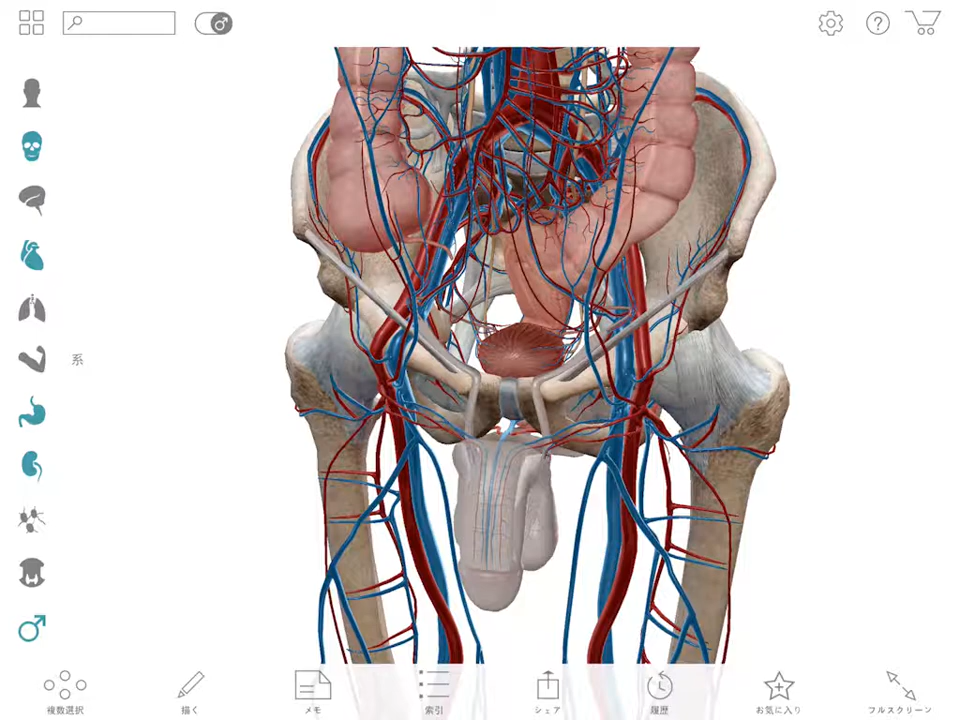 系
複数選択
描く
メモ
索引
シェア
履歴
お気に入り
フルスクリーン